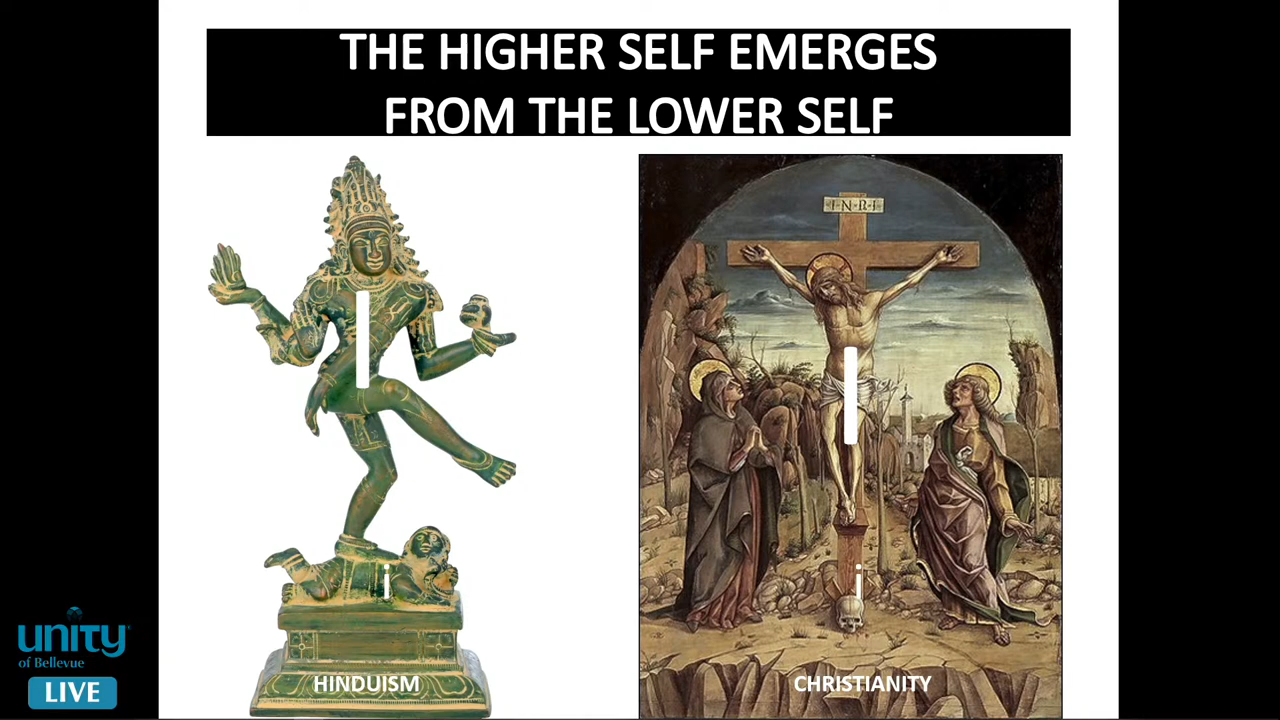 THE HIGHER SELF EMERGES
FROM THE LOWER SELF
I.N.R.I
I
I
i
i
HINDUISM
CHRISTIANITY
unity
of Bellevue
LIVE